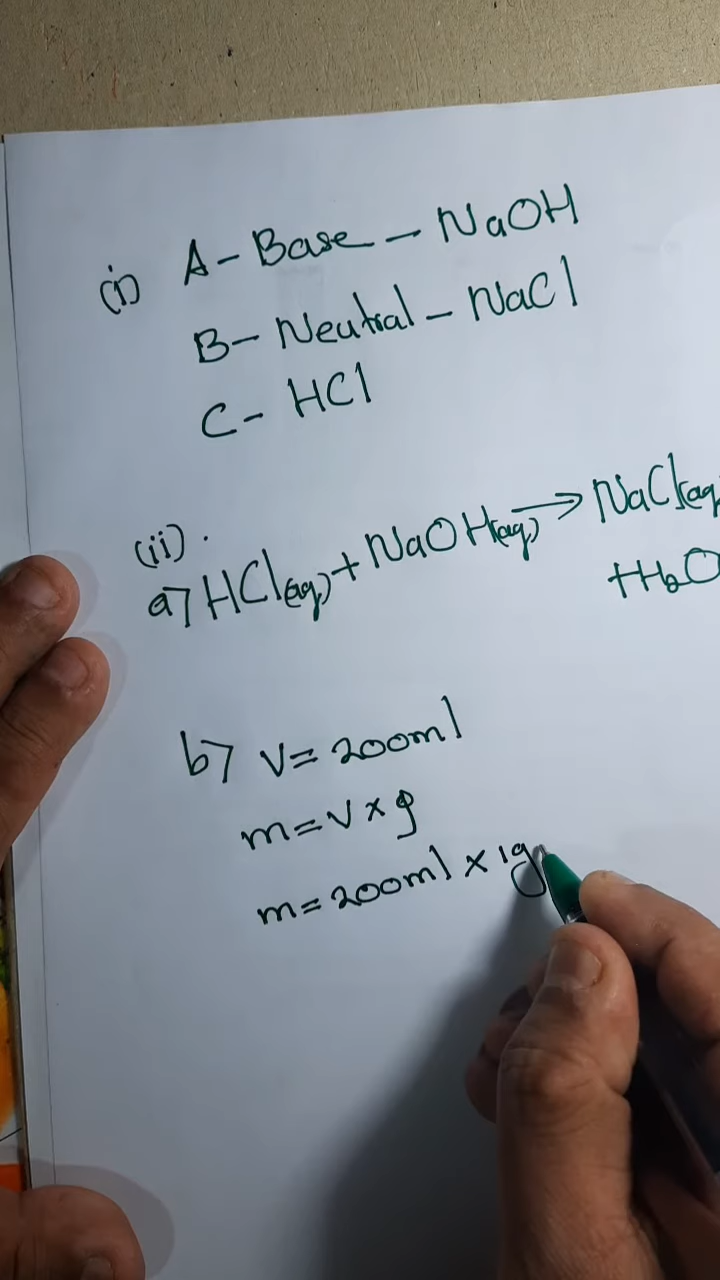 (i) A - Base - NaOH
B - Neutral - NaCl
C - HCl
(ii).
a) HCl(aq) + NaOH(aq) → NaCl(aq
+H₂O
b) V = 200ml
m = V × ρ
m = 200ml × 1g